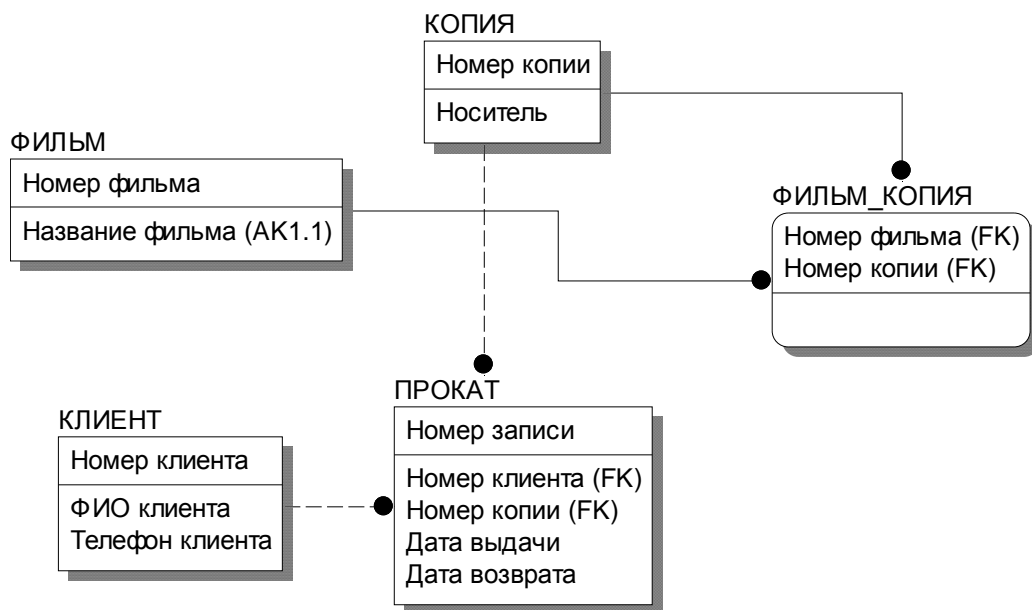 КОПИЯ
Номер копии
Носитель
ФИЛЬМ
Номер фильма
Название фильма (AK1.1)
ФИЛЬМ_КОПИЯ
Номер фильма (FK)
Номер копии (FK)
КЛИЕНТ
Номер клиента
ФИО клиента
Телефон клиента
ПРОКАТ
Номер записи
Номер клиента (FK)
Номер копии (FK)
Дата выдачи
Дата возврата